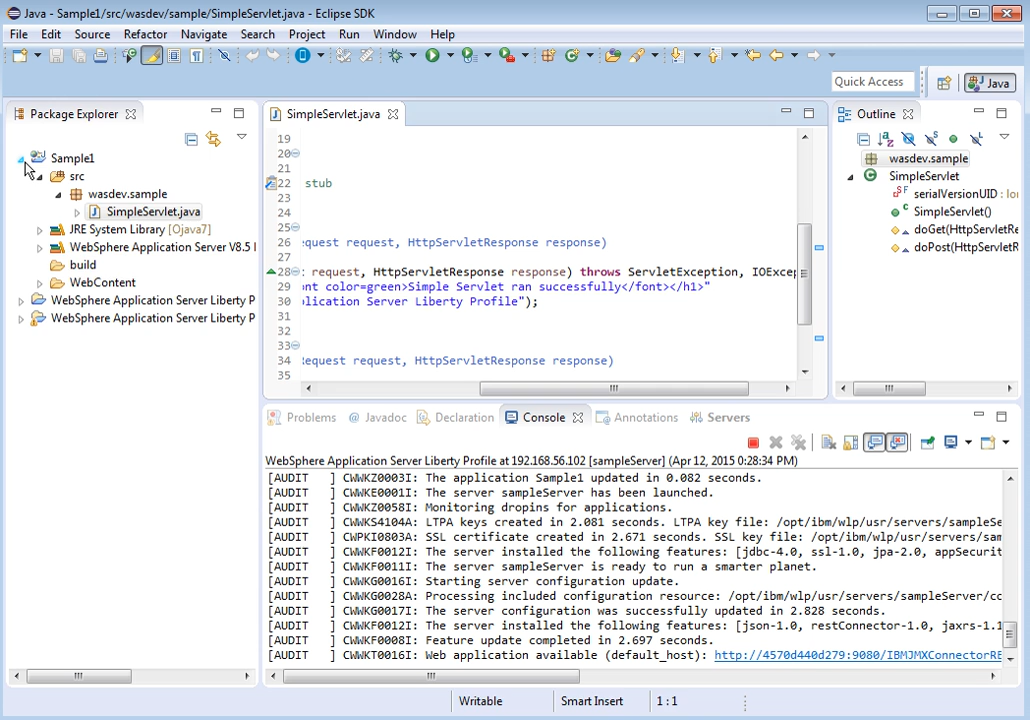 Java - Sample1/src/wasdev/sample/SimpleServlet.java - Eclipse SDK
File Edit Source Refactor Navigate Search Project Run Window Help
Quick Access
Java
Package Explorer
Sample1
src
wasdev.sample
SimpleServlet.java
JRE System Library [Ojava7]
WebSphere Application Server V8.5 l
build
WebContent
WebSphere Application Server Liberty P
WebSphere Application Server Liberty P
SimpleServlet.java
19
20
21
22 stub
23
24
25
26 equest request, HttpServletResponse response)
27
28 : request, HttpServletResponse response) throws ServletException, IOExcep
29 ont color=green>Simple Servlet ran successfully</font></h1>"
30 plication Server Liberty Profile");
31
32
33
34 Request request, HttpServletResponse response)
35
Outline
wasdev.sample
SimpleServlet
serialVersionUID : lon
SimpleServlet()
doGet(HttpServletRe
doPost(HttpServletR
Problems @ Javadoc Declaration Console Annotations Servers
WebSphere Application Server Liberty Profile at 192.168.56.102 [sampleServer] (Apr 12, 2015 0:28:34 PM)
[AUDIT ] CWWKZ0003I: The application Sample1 updated in 0.082 seconds.
[AUDIT ] CWWKE0001I: The server sampleServer has been launched.
[AUDIT ] CWWKZ0058I: Monitoring dropins for applications.
[AUDIT ] CWWKS4104A: LTPA keys created in 2.081 seconds. LTPA key file: /opt/ibm/wlp/usr/servers/sampleSe
[AUDIT ] CWPKI0803A: SSL certificate created in 2.671 seconds. SSL key file: /opt/ibm/wlp/usr/servers/sam
[AUDIT ] CWWKF0012I: The server installed the following features: [jdbc-4.0, ssl-1.0, jpa-2.0, appSecurit
[AUDIT ] CWWKF0011I: The server sampleServer is ready to run a smarter planet.
[AUDIT ] CWWKG0016I: Starting server configuration update.
[AUDIT ] CWWKG0028A: Processing included configuration resource: /opt/ibm/wlp/usr/servers/sampleServer/co
[AUDIT ] CWWKG0017I: The server configuration was successfully updated in 2.828 seconds.
[AUDIT ] CWWKF0012I: The server installed the following features: [json-1.0, restConnector-1.0, jaxrs-1.1
[AUDIT ] CWWKF0008I: Feature update completed in 2.697 seconds.
[AUDIT ] CWWKT0016I: Web application available (default_host): http://4570d440d279:9080/IBMJMXConnectorRE
Writable Smart Insert 1 : 1